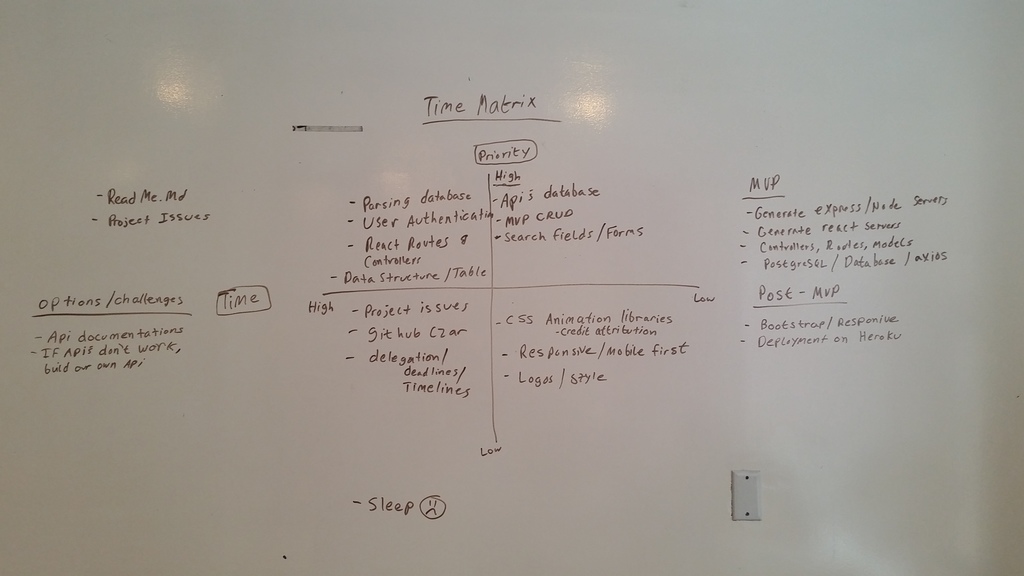 Time Matrix
Priority
High
- Read Me.Md
- Project Issues
- Parsing database
- User Authenticatin
- React Routes &
Controllers
- Data Structure / Table
- Api's database
- MVP CRUD
- Search fields / Forms
MVP
- Generate express/Node Servers
- Generate react servers
- Controllers, Routes, Models
- PostgreSQL / Database / axios
Options/challenges
- Api documentations
- IF APIs don't work,
build our own API
Time
High
Low
- Project issues
- Github Czar
- delegation/
deadlines/
Timelines
- CSS Animation libraries
- credit attribution
- Responsive/Mobile first
- Logos / Style
Low
Post - MVP
- Bootstrap/Responive
- Deployment on Heroku
- Sleep